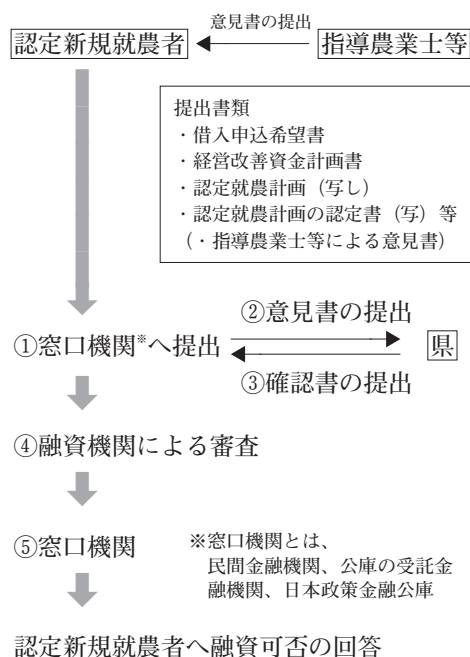 意見書の提出
認定新規就農者
指導農業士等
提出書類
・借入申込希望書
・経営改善資金計画書
・認定就農計画（写し）
・認定就農計画の認定書（写）等
（・指導農業士等による意見書）
②意見書の提出
①窓口機関※へ提出
県
③確認書の提出
④融資機関による審査
⑤窓口機関
※窓口機関とは、
民間金融機関、公庫の受託金
融機関、日本政策金融公庫
認定新規就農者へ融資可否の回答